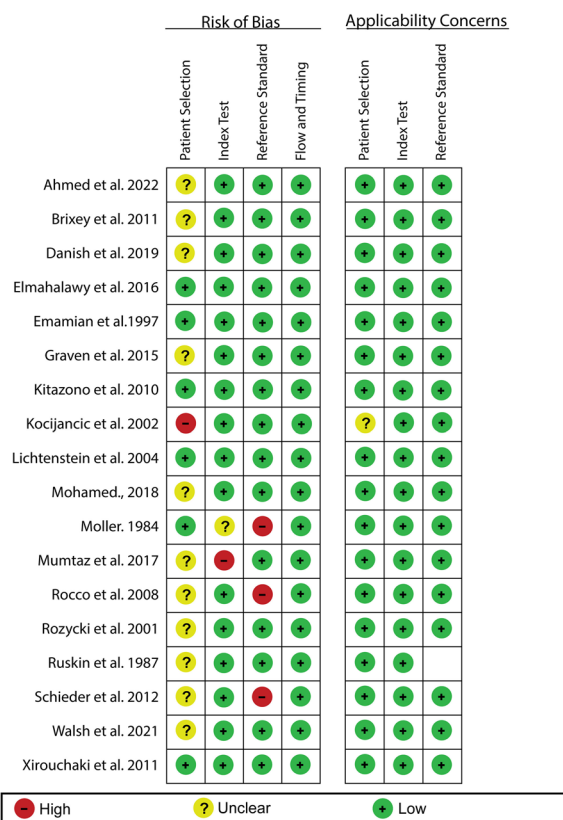 Risk of Bias Applicability Concerns
Patient Selection Index Test Reference Standard Flow and Timing Patient Selection Index Test Reference Standard
Ahmed et al. 2022 ? + + + + + +
Brixey et al. 2011 ? + + + + + +
Danish et al. 2019 ? + + + + + +
Elmahalawy et al. 2016 + + + + + + +
Emamian et al.1997 + + + + + + +
Graven et al. 2015 ? + + + + + +
Kitazono et al. 2010 + + + + + + +
Kocijancic et al. 2002 - + + + ? + +
Lichtenstein et al. 2004 + + + + + + +
Mohamed., 2018 ? + + + + + +
Moller. 1984 + ? - + + + +
Mumtaz et al. 2017 ? - + + + + +
Rocco et al. 2008 ? + - + + + +
Rozycki et al. 2001 ? + + + + + +
Ruskin et al. 1987 ? + + + + +
Schieder et al. 2012 ? + - + + + +
Walsh et al. 2021 ? + + + + + +
Xirouchaki et al. 2011 + + + + + + +
- High ? Unclear + Low